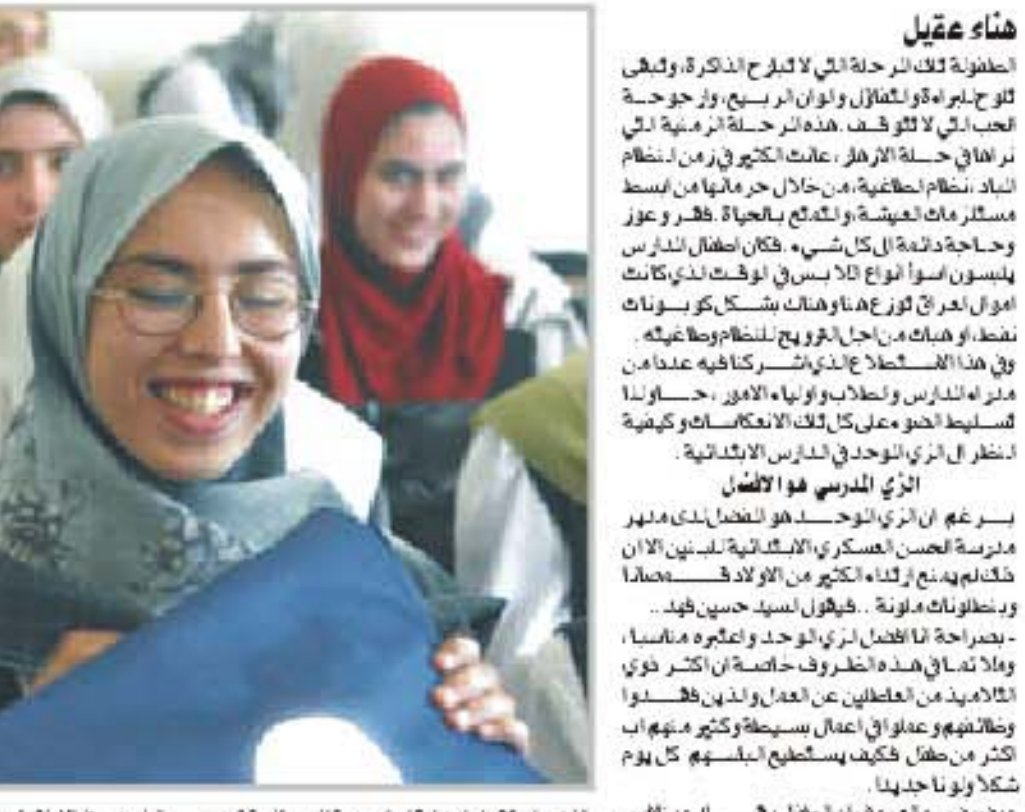 هناء عقيل
الطفولة تلك المرحلة التي لا تبارح الذاكرة، وتبقى
تلوح للبراءة والتفاؤل والوان الربيع، وارجوحة
الحب التي لا تتوقف. هذه المرحلة الزمنية التي
نراها في حلة الازهار، عانت الكثير في زمن النظام
المباد، نظام الطاغية، من خلال حرمانها من ابسط
مستلزمات المعيشة، والتمتع بالحياة. فقر وعوز
وحاجة دائمة الى كل شيء. فكان اطفال المدارس
يلبسون اسوأ انواع الملابس في الوقت الذي كانت
اموال العراق توزع هنا وهناك بشكل كوبونات
نفط، او هبات من اجل الترويج للنظام وطاغيته.
وفي هذا الاستطلاع الذي اشركنا فيه عددا من
مدراء المدارس والطلاب واولياء الامور، حاولنا
تسليط الضوء على كل تلك الانعكاسات وكيفية
النظر الى الزي الموحد في المدارس الابتدائية.
الزي المدرسي هو الافضل
برغم ان الزي الموحد هو المفضل لدى مدير
مدرسة الحسن العسكري الابتدائية للبنين الا ان
ذلك لم يمنع ارتداء الكثير من الاولاد قمصانا
وبنطلونات ملونة .. فيقول السيد حسين فهد..
- بصراحة انا افضل الزي الموحد واعتبره مناسبا،
وملائما في هذه الظروف خاصة ان اكثر ذوي
التلاميذ من العاطلين عن العمل والذين فقدوا
وظائفهم وعملوا في اعمال بسيطة وكثير منهم اب
اكثر من طفل فكيف يستطيع الباسهم كل يوم
شكلا ولونا جديدا.